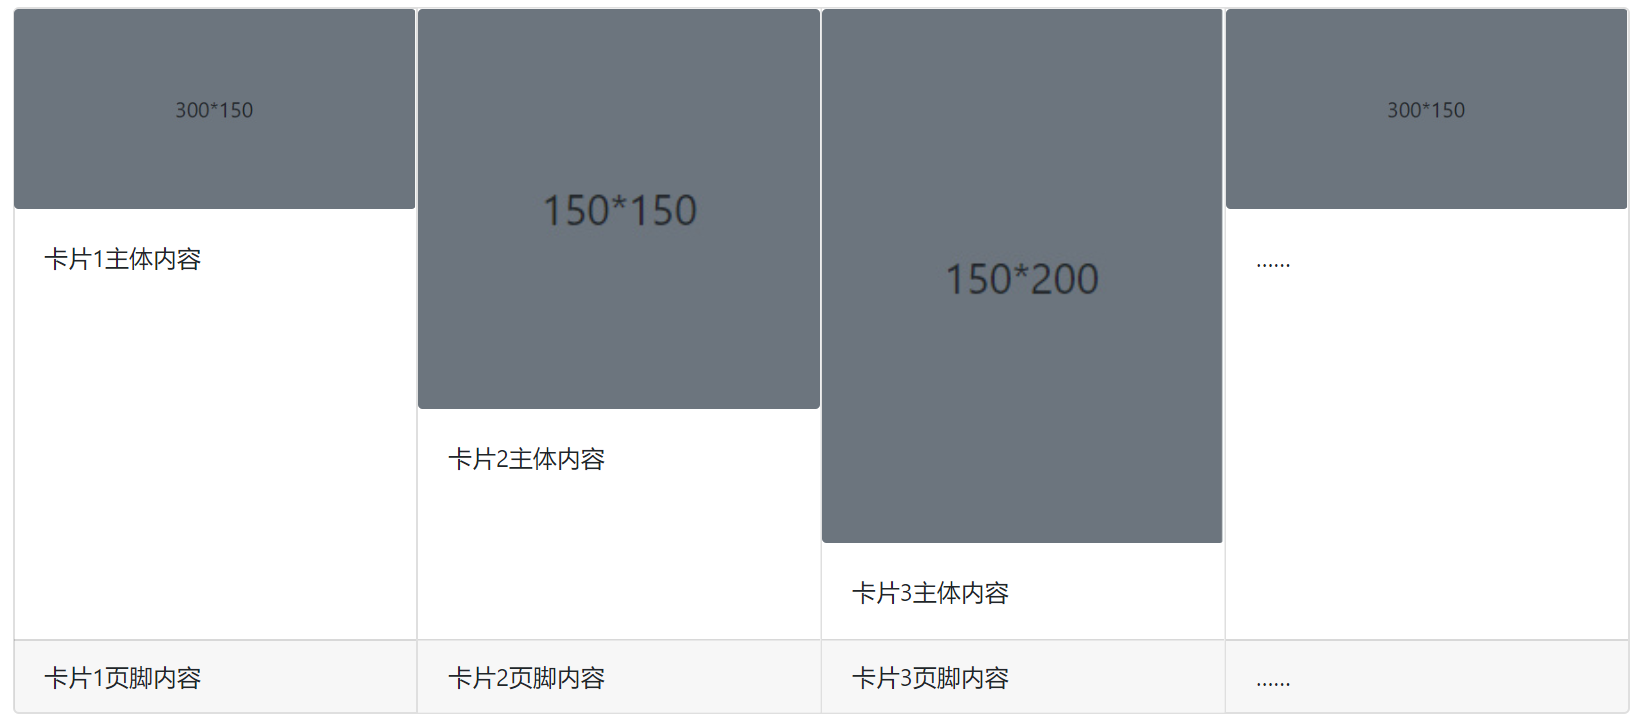 300*150
卡片1主体内容
卡片1页脚内容
150*150
卡片2主体内容
卡片2页脚内容
150*200
卡片3主体内容
卡片3页脚内容
300*150
......
......